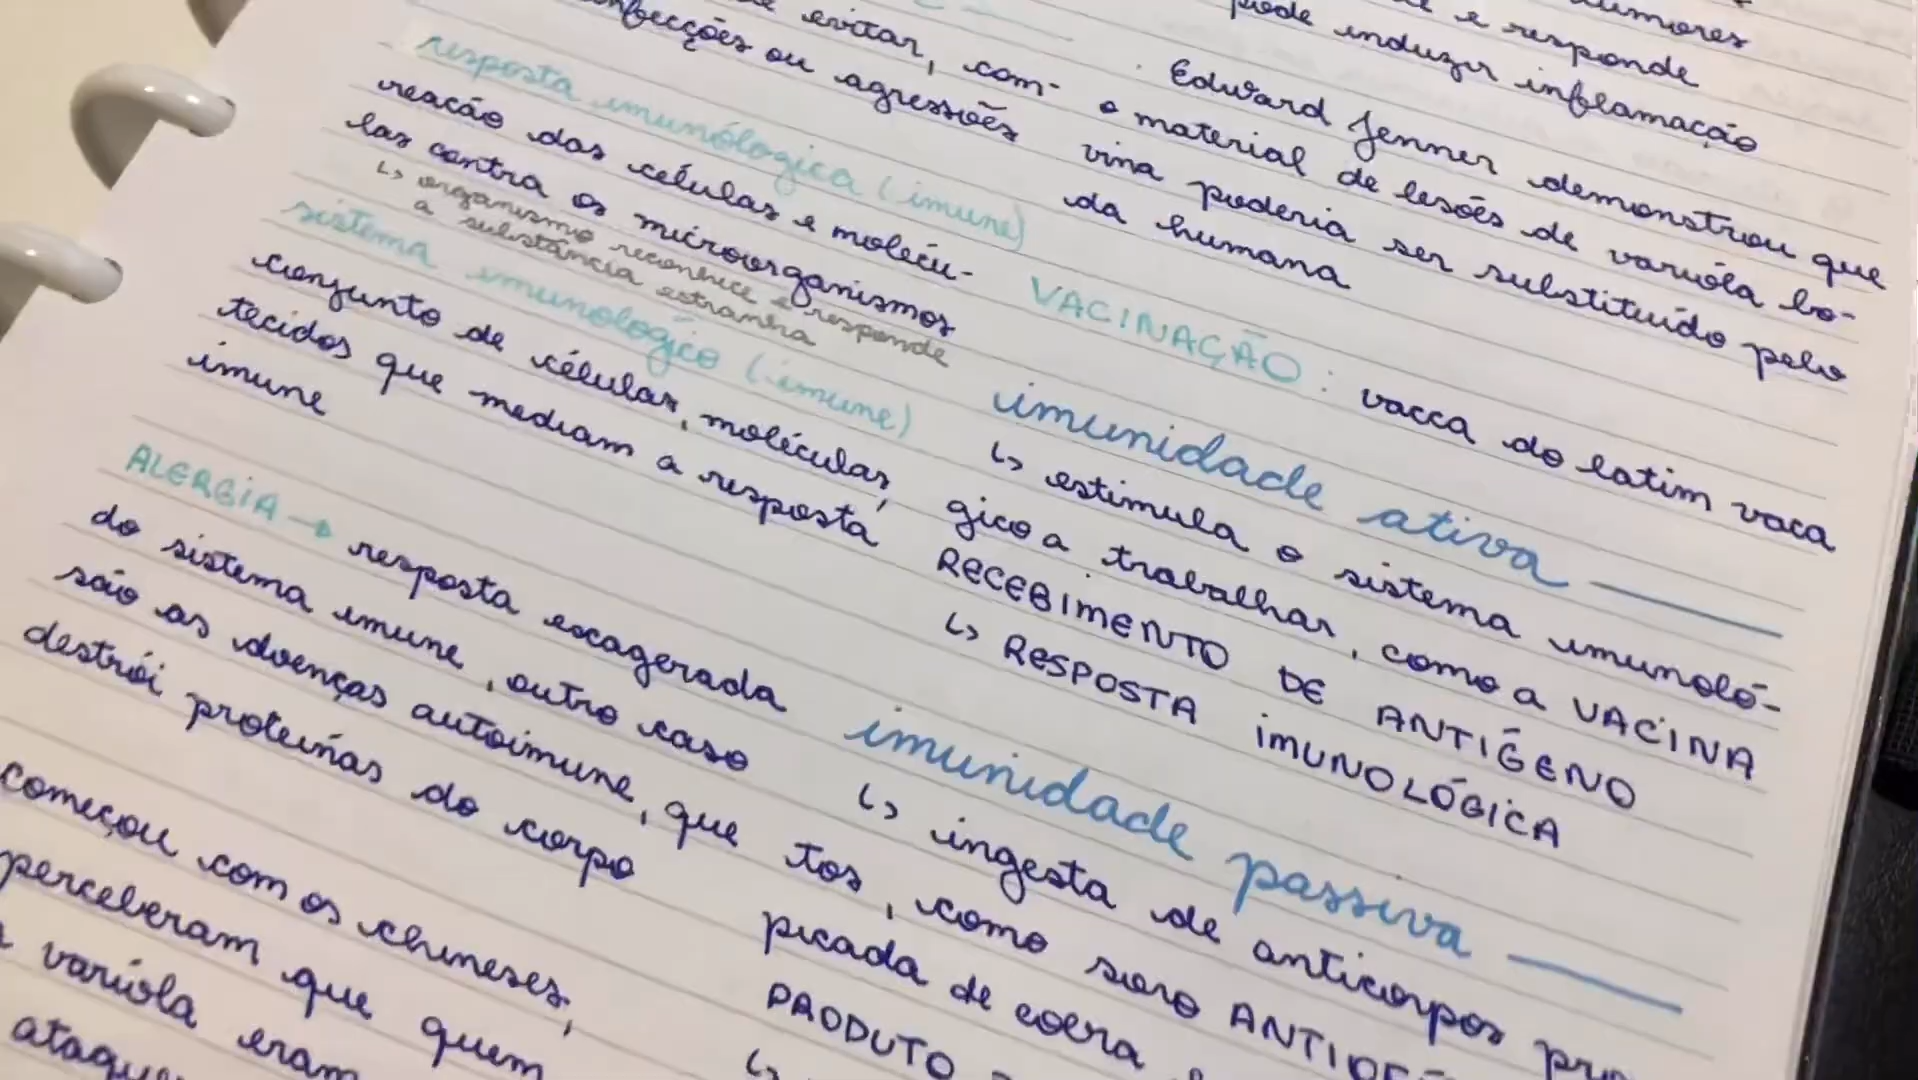 evitar, com-
infecções ou agressões
resposta imunólogica (imune)
reacão das células e molécu-
las contra os microorganismos
↳ organismo reconhece e responde
a substância estranha
sistema imunológico (imune)
conjunto de células, moléculas,
tecidos que mediam a resposta
imune
ALERGIA → resposta exagerada
do sistema imune, outro caso
são as doenças autoimune, que
destrói proteínas do corpo
começou com os chineses,
perceberam que quem
varíola eram
e responde
pode induzir inflamação
Edward Jenner demonstrou que
o material de lesões de varíola bo-
vina poderia ser substituído pelo
da humana
VACINAÇÃO: vacca do latim vaca
imunidade ativa
↳ estimula o sistema imunoló-
gico a trabalhar, como a VACINA
RECEBIMENTO DE ANTÍGENO
↳ RESPOSTA IMUNOLÓGICA
imunidade passiva
↳ ingesta de anticorpos
tos, como soro
picada de cobra
PRODUTO
↳